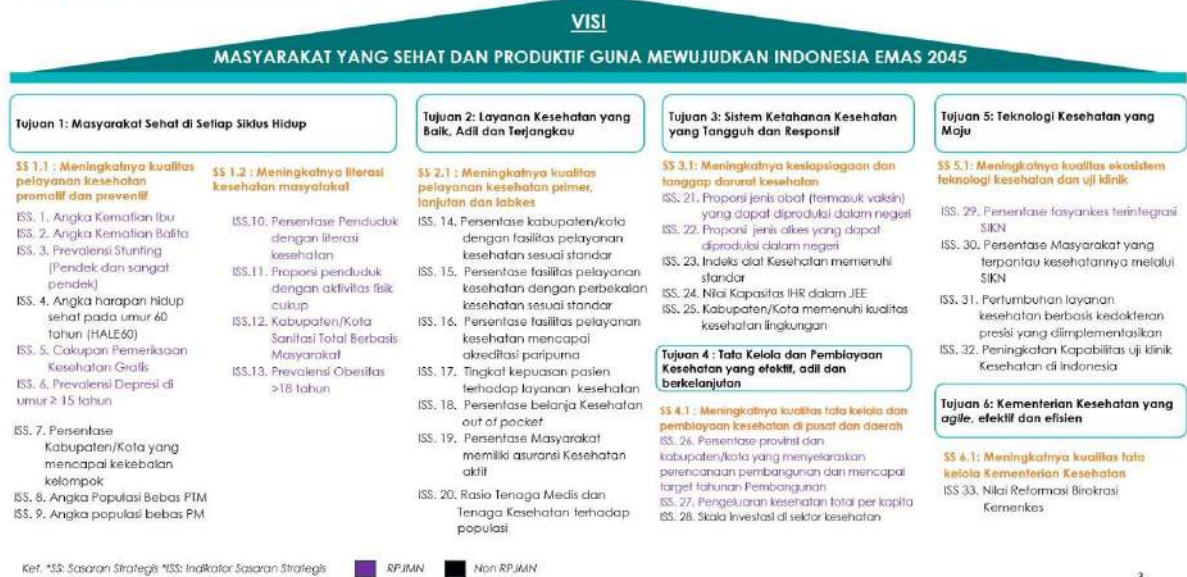 VISI
MASYARAKAT YANG SEHAT DAN PRODUKTIF GUNA MEWUJUDKAN INDONESIA EMAS 2045
Tujuan 1: Masyarakat Sehat di Setiap Siklus Hidup
SS 1.1 : Meningkatnya kualitas
pelayanan kesehatan
promotif dan preventif
ISS. 1. Angka Kematian Ibu
ISS. 2. Angka Kematian Balita
ISS. 3. Prevalensi Stunting
(Pendek dan sangat
pendek)
ISS. 4. Angka harapan hidup
sehat pada umur 60
tahun (HALE60)
ISS. 5. Cakupan Pemeriksaan
Kesehatan Gratis
ISS. 6. Prevalensi Depresi di
umur ≥ 15 tahun
ISS. 7. Persentase
Kabupaten/Kota yang
mencapai kekebalan
kelompok
ISS. 8. Angka Populasi Bebas PTM
ISS. 9. Angka populasi bebas PM
SS 1.2 : Meningkatnya literasi
kesehatan masyatakat
ISS.10. Persentase Penduduk
dengan literasi
kesehatan
ISS.11. Proporsi penduduk
dengan aktivitas fisik
cukup
ISS.12. Kabupaten/Kota
Sanitasi Total Berbasis
Masyarakat
ISS.13. Prevalensi Obesitas
>18 tahun
Tujuan 2: Layanan Kesehatan yang
Baik, Adil dan Terjangkau
SS 2.1 : Meningkatnya kualitas
pelayanan kesehatan primer,
lanjutan dan labkes
ISS. 14. Persentase kabupaten/kota
dengan fasilitas pelayanan
kesehatan sesuai standar
ISS. 15. Persentase fasilitas pelayanan
kesehatan dengan perbekalan
kesehatan sesuai standar
ISS. 16. Persentase fasilitas pelayanan
kesehatan mencapai
akreditasi paripurna
ISS. 17. Tingkat kepuasan pasien
terhadap layanan kesehatan
ISS. 18. Persentase belanja Kesehatan
out of pocket
ISS. 19. Persentase Masyarakat
memiliki asuransi Kesehatan
aktif
ISS. 20. Rasio Tenaga Medis dan
Tenaga Kesehatan terhadap
populasi
Tujuan 3: Sistem Ketahanan Kesehatan
yang Tangguh dan Responsif
SS 3.1: Meningkatnya kesiapsiagaan dan
tanggap darurat kesehatan
ISS. 21. Proporsi jenis obat (termasuk vaksin)
yang dapat diproduksi dalam negeri
ISS. 22. Proporsi jenis alkes yang dapat
diproduksi dalam negeri
ISS. 23. Indeks alat Kesehatan memenuhi
standar
ISS. 24. Nilai Kapasitas IHR dalam JEE
ISS. 25. Kabupaten/Kota memenuhi kualitas
kesehatan lingkungan
Tujuan 4 : Tata Kelola dan Pembiayaan
Kesehatan yang efektif, adil dan
berkelanjutan
SS 4.1 : Meningkatnya kualitas tata kelola dan
pembiayaan kesehatan di pusat dan daerah
ISS. 26. Persentase provinsi dan
kabupaten/kota yang menyelaraskan
perencanaan pembangunan dan mencapai
target tahunan Pembangunan
ISS. 27. Pengeluaran kesehatan total per kapita
ISS. 28. Skala investasi di sektor kesehatan
Tujuan 5: Teknologi Kesehatan yang
Maju
SS 5.1: Meningkatnya kualitas ekosistem
teknologi kesehatan dan uji klinik
ISS. 29. Persentase fasyankes terintegrasi
SIKN
ISS. 30. Persentase Masyarakat yang
terpantau kesehatannya melalui
SIKN
ISS. 31. Pertumbuhan layanan
kesehatan berbasis kedokteran
presisi yang diimplementasikan
ISS. 32. Peningkatan Kapabilitas uji klinik
Kesehatan di Indonesia
Tujuan 6: Kementerian Kesehatan yang
agile, efektif dan efisien
SS 6.1: Meningkatnya kualitas tata
kelola Kementerian Kesehatan
ISS 33. Nilai Reformasi Birokrasi
Kemenkes
Ket. *SS: Sasaran Strategis *ISS: Indikator Sasaran Strategis
RPJMN
Non RPJMN
3